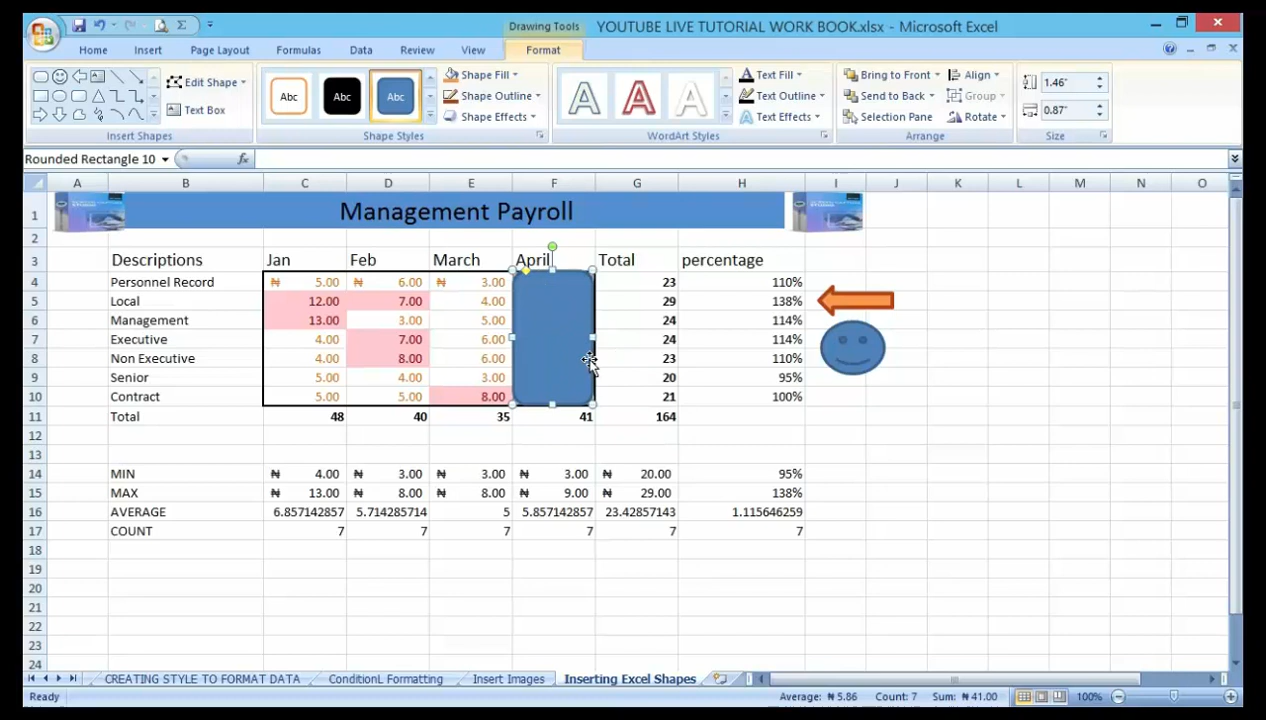 Drawing Tools YOUTUBE LIVE TUTORIAL WORK BOOK.xlsx - Microsoft Excel
Home Insert Page Layout Formulas Data Review View Format
Edit Shape
Text Box
Insert Shapes
Abc Abc Abc
Shape Fill
Shape Outline
Shape Effects
Shape Styles
A A A
Text Fill
Text Outline
Text Effects
WordArt Styles
Bring to Front Align
Send to Back Group
Selection Pane Rotate
Arrange
1.46"
0.87"
Size
Rounded Rectangle 10 fx
A B C D E F G H I J K L M N O
1 Management Payroll
2
3 Descriptions Jan Feb March April Total percentage
4 Personnel Record ₦ 5.00 ₦ 6.00 ₦ 3.00 23 110%
5 Local 12.00 7.00 4.00 29 138%
6 Management 13.00 3.00 5.00 24 114%
7 Executive 4.00 7.00 6.00 24 114%
8 Non Executive 4.00 8.00 6.00 23 110%
9 Senior 5.00 4.00 3.00 20 95%
10 Contract 5.00 5.00 8.00 21 100%
11 Total 48 40 35 41 164
12
13
14 MIN ₦ 4.00 ₦ 3.00 ₦ 3.00 ₦ 3.00 ₦ 20.00 95%
15 MAX ₦ 13.00 ₦ 8.00 ₦ 8.00 ₦ 9.00 ₦ 29.00 138%
16 AVERAGE 6.857142857 5.714285714 5 5.857142857 23.42857143 1.115646259
17 COUNT 7 7 7 7 7 7
18
19
20
21
22
23
24
CREATING STYLE TO FORMAT DATA ConditionL Formatting Insert Images Inserting Excel Shapes
Ready Average: ₦ 5.86 Count: 7 Sum: ₦ 41.00 100%